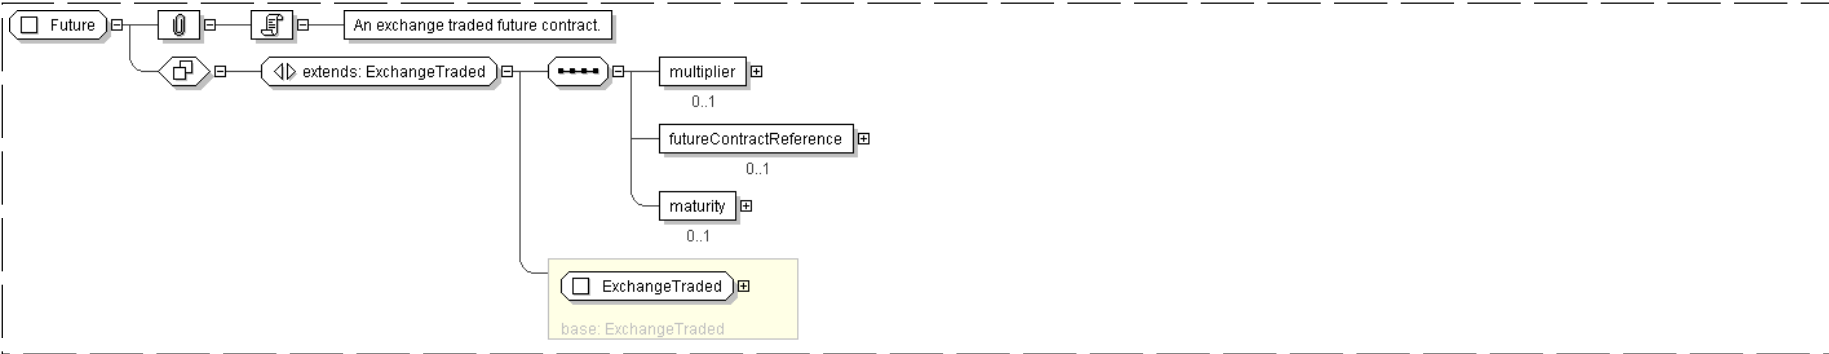 Future
An exchange traded future contract.
extends: ExchangeTraded
multiplier
0..1
futureContractReference
0..1
maturity
0..1
ExchangeTraded
base: ExchangeTraded